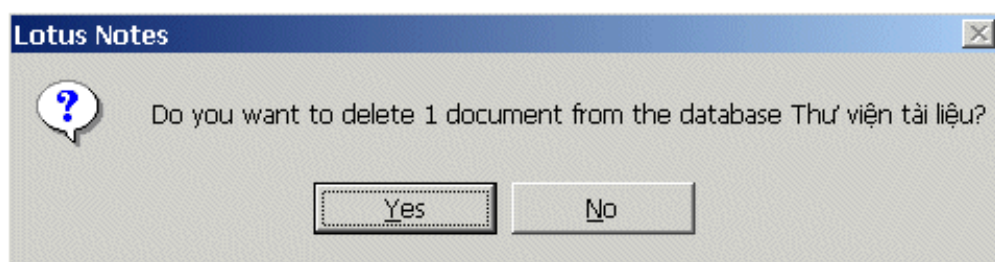 Lotus Notes
Do you want to delete 1 document from the database Thư viện tài liệu?
Yes No